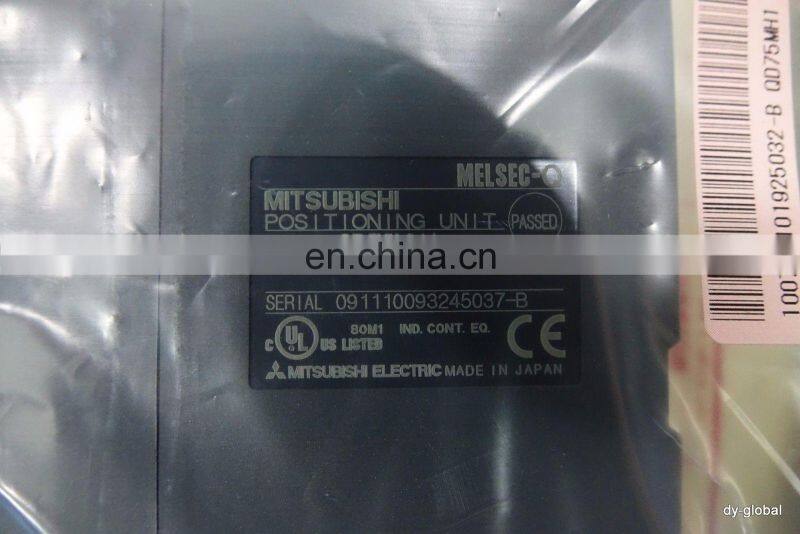 MELSEC-Q
MITSUBISHI
POSITIONING UNIT
PASSED
en.china.cn
SERIAL 091110093245037-B
80M1 IND. CONT. EQ.
C UL US LISTED
CE
MITSUBISHI ELECTRIC MADE IN JAPAN
101925032-B QD75MH1
dy-global